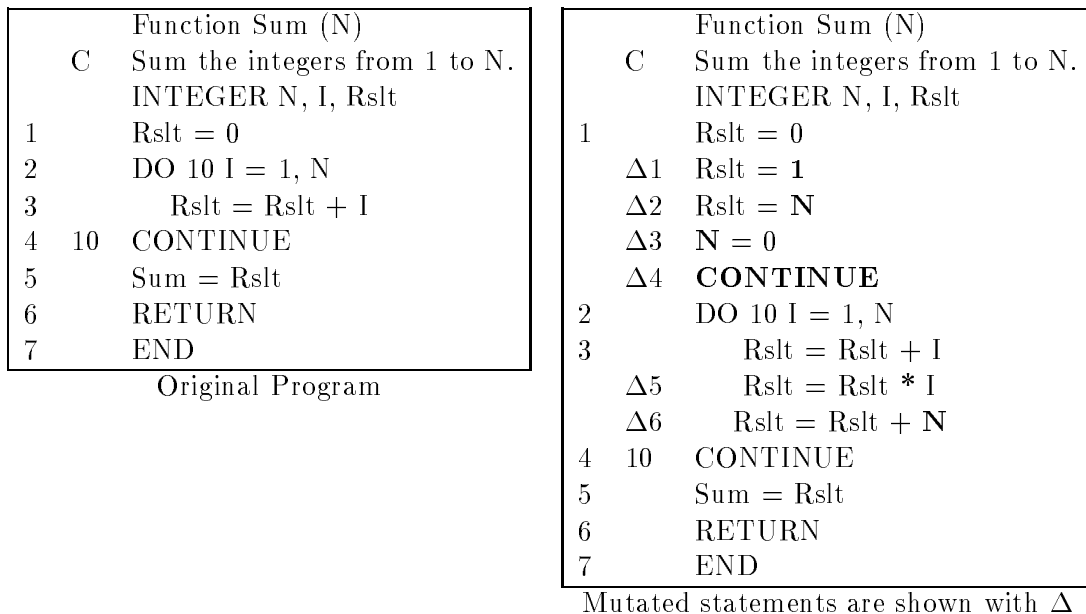 Function Sum (N)
C Sum the integers from 1 to N.
INTEGER N, I, Rslt
1 Rslt = 0
2 DO 10 I = 1, N
3 Rslt = Rslt + I
4 10 CONTINUE
5 Sum = Rslt
6 RETURN
7 END
Original Program
Function Sum (N)
C Sum the integers from 1 to N.
INTEGER N, I, Rslt
1 Rslt = 0
Δ1 Rslt = 1
Δ2 Rslt = N
Δ3 N = 0
Δ4 CONTINUE
2 DO 10 I = 1, N
3 Rslt = Rslt + I
Δ5 Rslt = Rslt * I
Δ6 Rslt = Rslt + N
4 10 CONTINUE
5 Sum = Rslt
6 RETURN
7 END
Mutated statements are shown with Δ